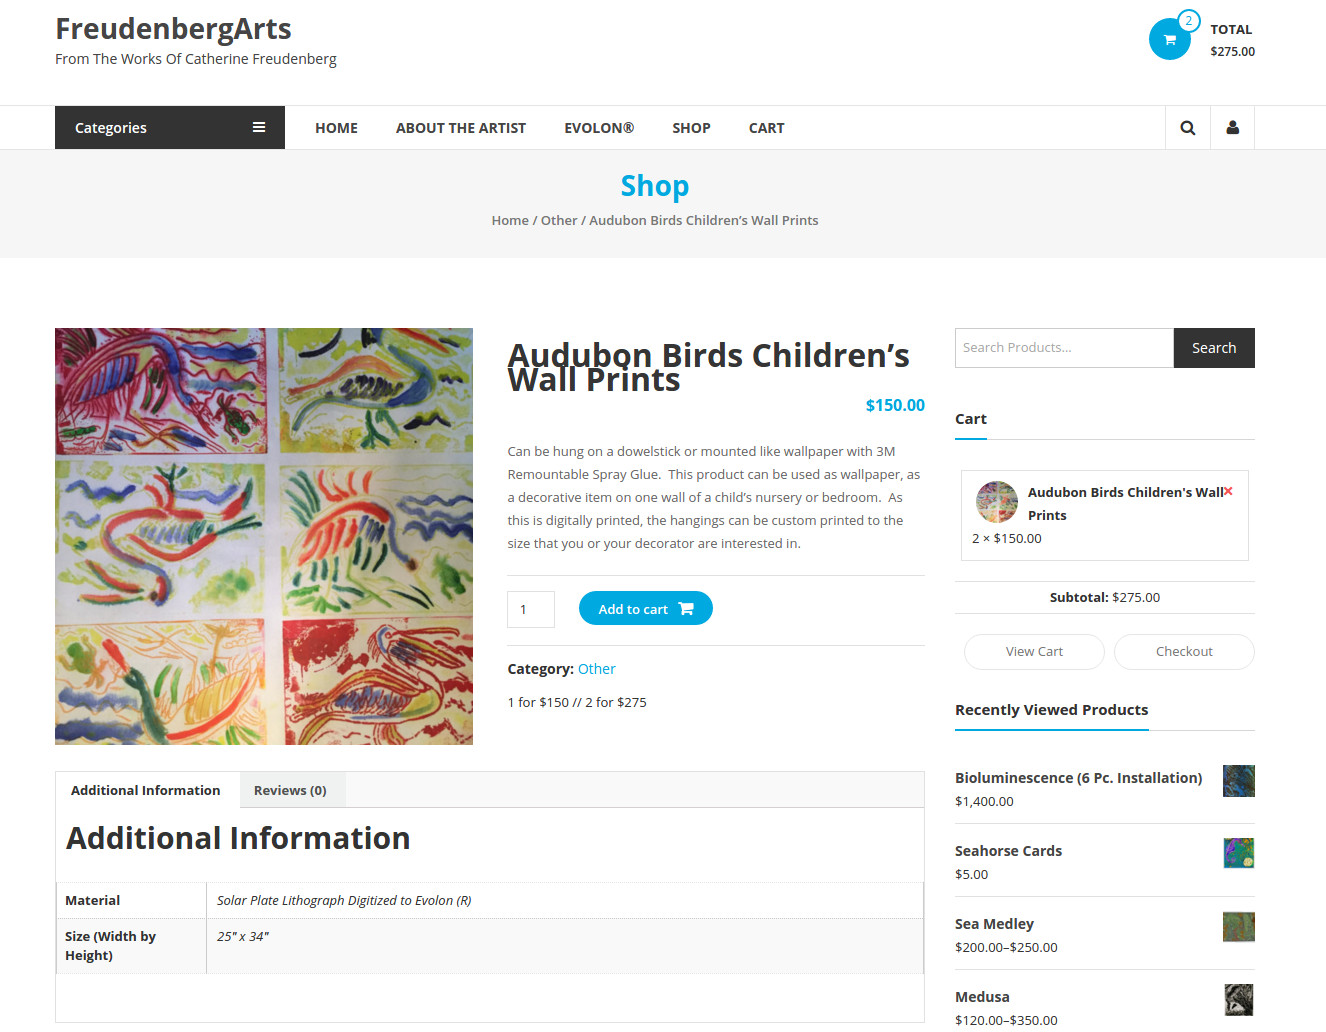 FreudenbergArts
From The Works Of Catherine Freudenberg
2
TOTAL
$275.00
Categories
HOME
ABOUT THE ARTIST
EVOLON®
SHOP
CART
Shop
Home / Other / Audubon Birds Children’s Wall Prints
Audubon Birds Children’s
Wall Prints
$150.00
Can be hung on a dowelstick or mounted like wallpaper with 3M
Remountable Spray Glue.  This product can be used as wallpaper, as
a decorative item on one wall of a child’s nursery or bedroom.  As
this is digitally printed, the hangings can be custom printed to the
size that you or your decorator are interested in.
1
Add to cart
Category: Other
1 for $150 // 2 for $275
Additional Information
Reviews (0)
Additional Information
Material
Solar Plate Lithograph Digitized to Evolon (R)
Size (Width by
Height)
25" x 34"
Search Products...
Search
Cart
Audubon Birds Children's Wall
Prints
×
2 × $150.00
Subtotal: $275.00
View Cart
Checkout
Recently Viewed Products
Bioluminescence (6 Pc. Installation)
$1,400.00
Seahorse Cards
$5.00
Sea Medley
$200.00–$250.00
Medusa
$120.00–$350.00